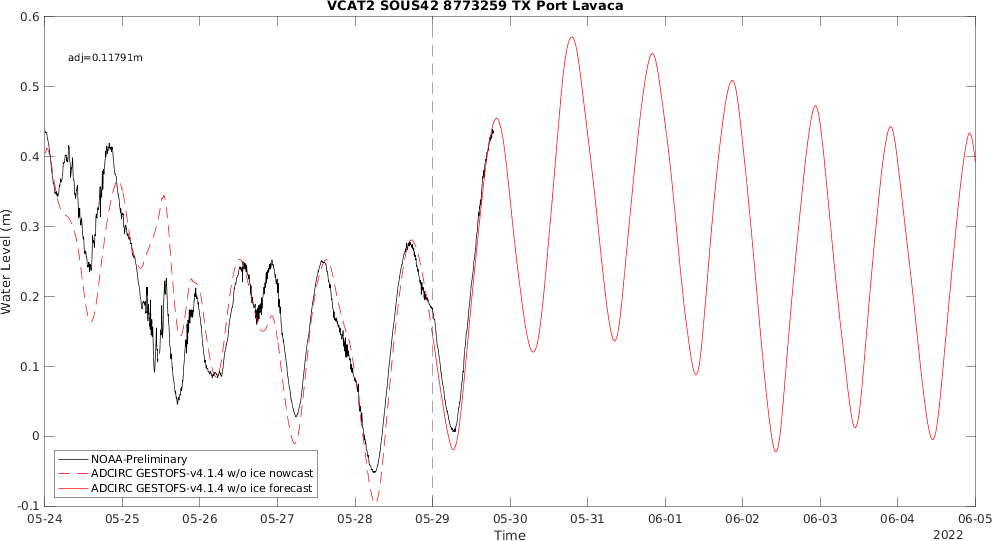 VCAT2 SOUS42 8773259 TX Port Lavaca
adj=0.11791m
Water Level (m)
0.6
0.5
0.4
0.3
0.2
0.1
0
-0.1
NOAA-Preliminary
ADCIRC GESTOFS-v4.1.4 w/o ice nowcast
ADCIRC GESTOFS-v4.1.4 w/o ice forecast
05-24 05-25 05-26 05-27 05-28 05-29 05-30 05-31 06-01 06-02 06-03 06-04 06-05
Time
2022